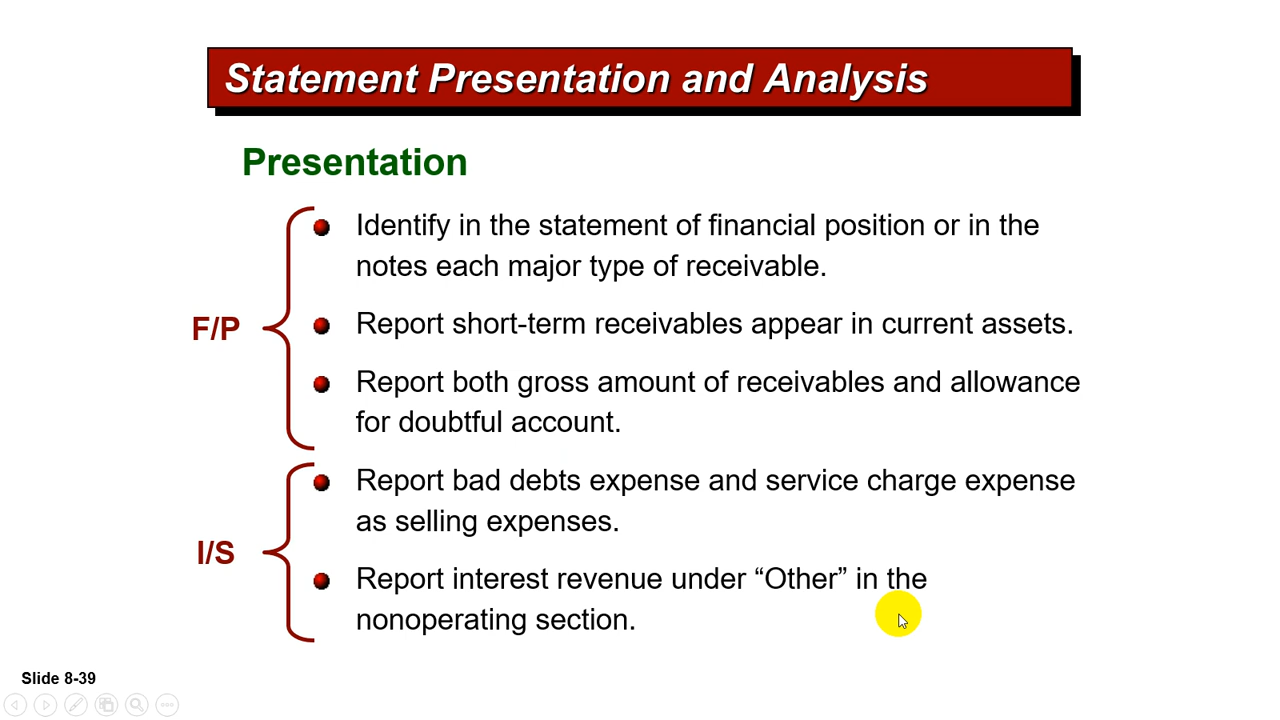 Statement Presentation and Analysis
Presentation
F/P
Identify in the statement of financial position or in the
notes each major type of receivable.
Report short-term receivables appear in current assets.
Report both gross amount of receivables and allowance
for doubtful account.
I/S
Report bad debts expense and service charge expense
as selling expenses.
Report interest revenue under “Other” in the
nonoperating section.
Slide 8-39